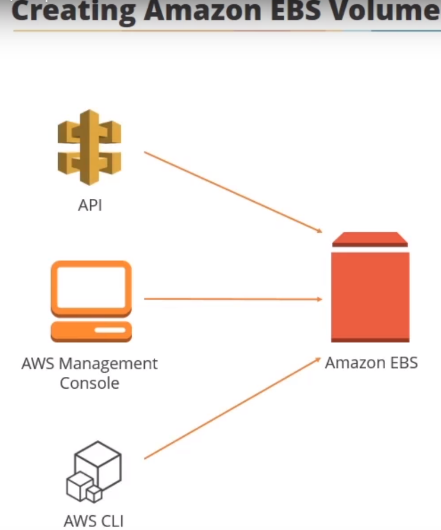 Creating Amazon EBS Volume
API
AWS Management
Console
Amazon EBS
AWS CLI